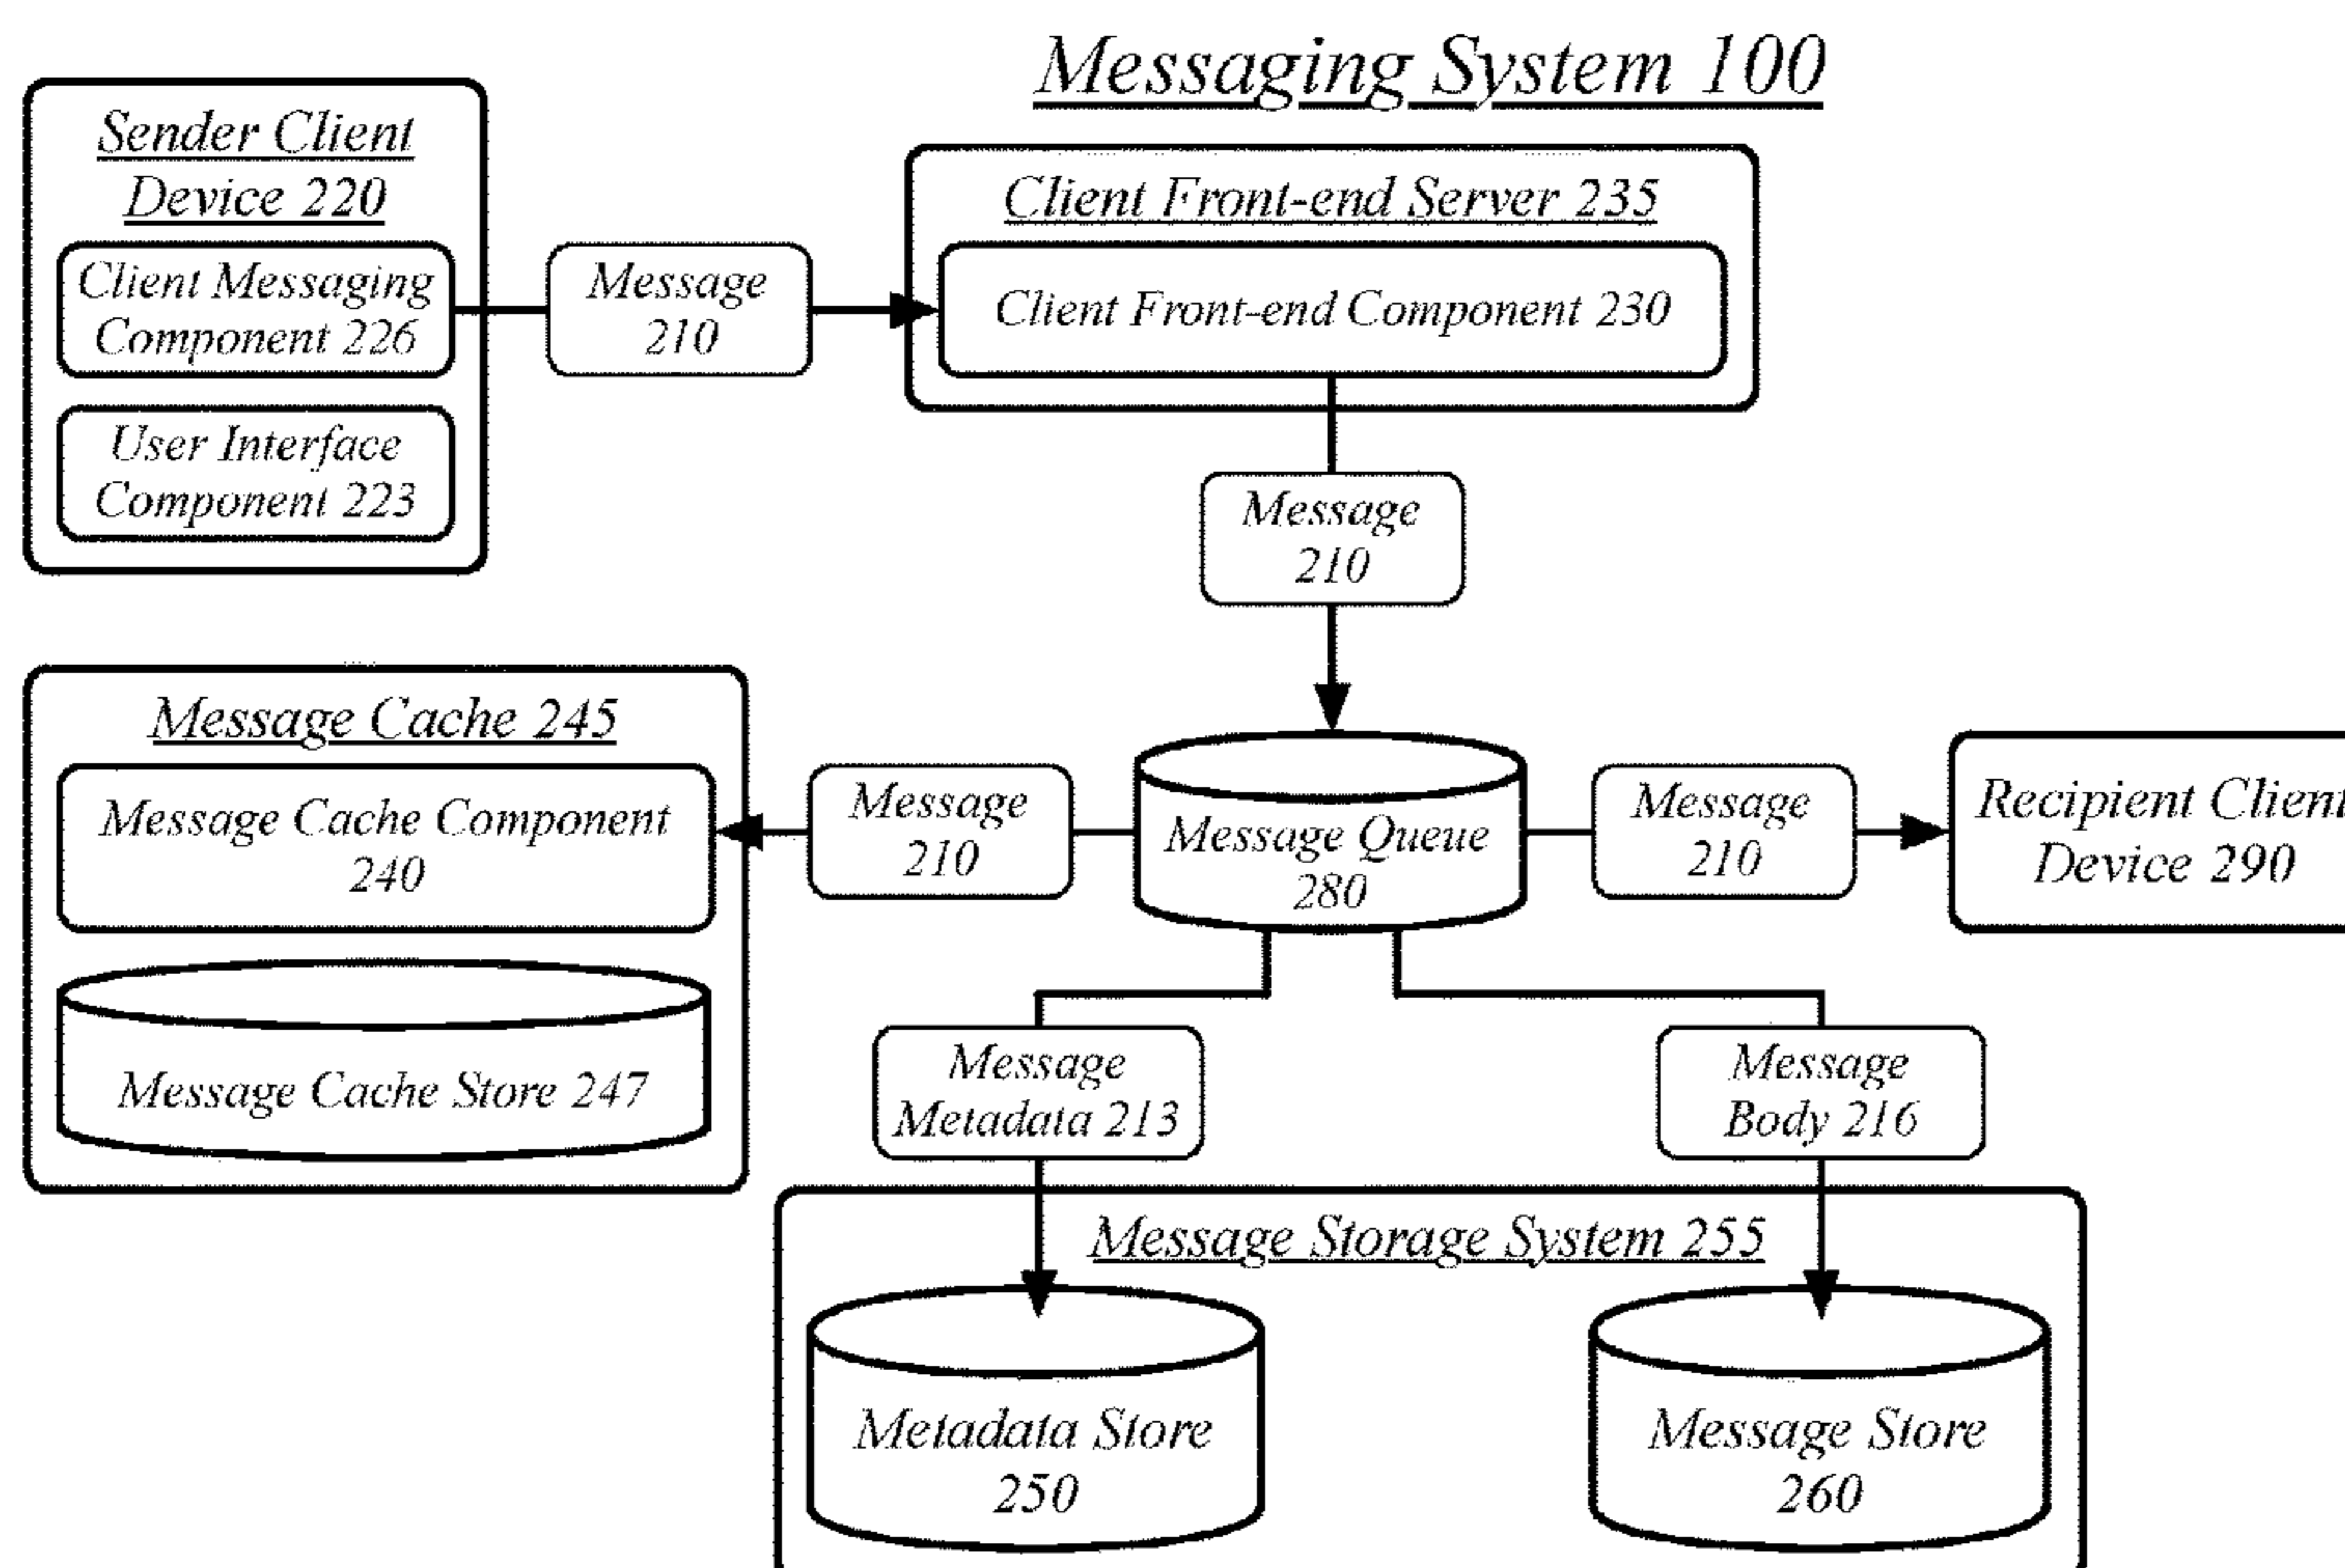 Messaging System 100
Sender Client
Device 220
Client Messaging
Component 226
User Interface
Component 223
Message
210
Client Front-end Server 235
Client Front-end Component 230
Message
210
Message Cache 245
Message Cache Component
240
Message Cache Store 247
Message
210
Message Queue
280
Message
210
Recipient Client
Device 290
Message
Metadata 213
Message
Body 216
Message Storage System 255
Metadata Store
250
Message Store
260